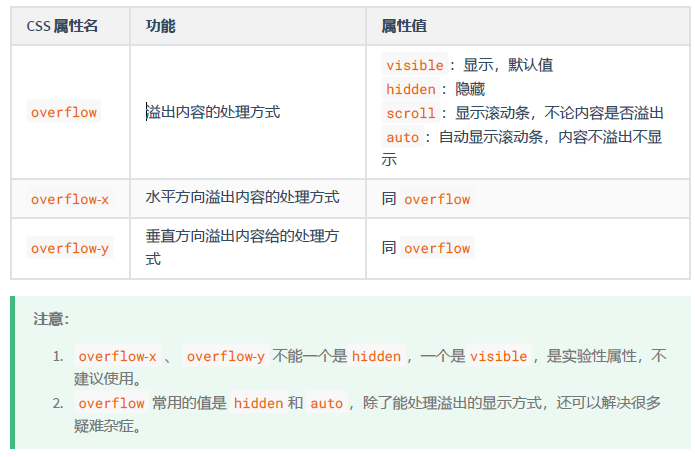 CSS 属性名 功能 属性值
overflow 溢出内容的处理方式 visible：显示，默认值
hidden：隐藏
scroll：显示滚动条，不论内容是否溢出
auto：自动显示滚动条，内容不溢出不显
示
overflow-x 水平方向溢出内容的处理方式 同 overflow
overflow-y 垂直方向溢出内容给的处理方
式 同 overflow
注意：
1. overflow-x 、 overflow-y 不能一个是 hidden ，一个是 visible ，是实验性属性，不
建议使用。
2. overflow 常用的值是 hidden 和 auto ，除了能处理溢出的显示方式，还可以解决很多
疑难杂症。